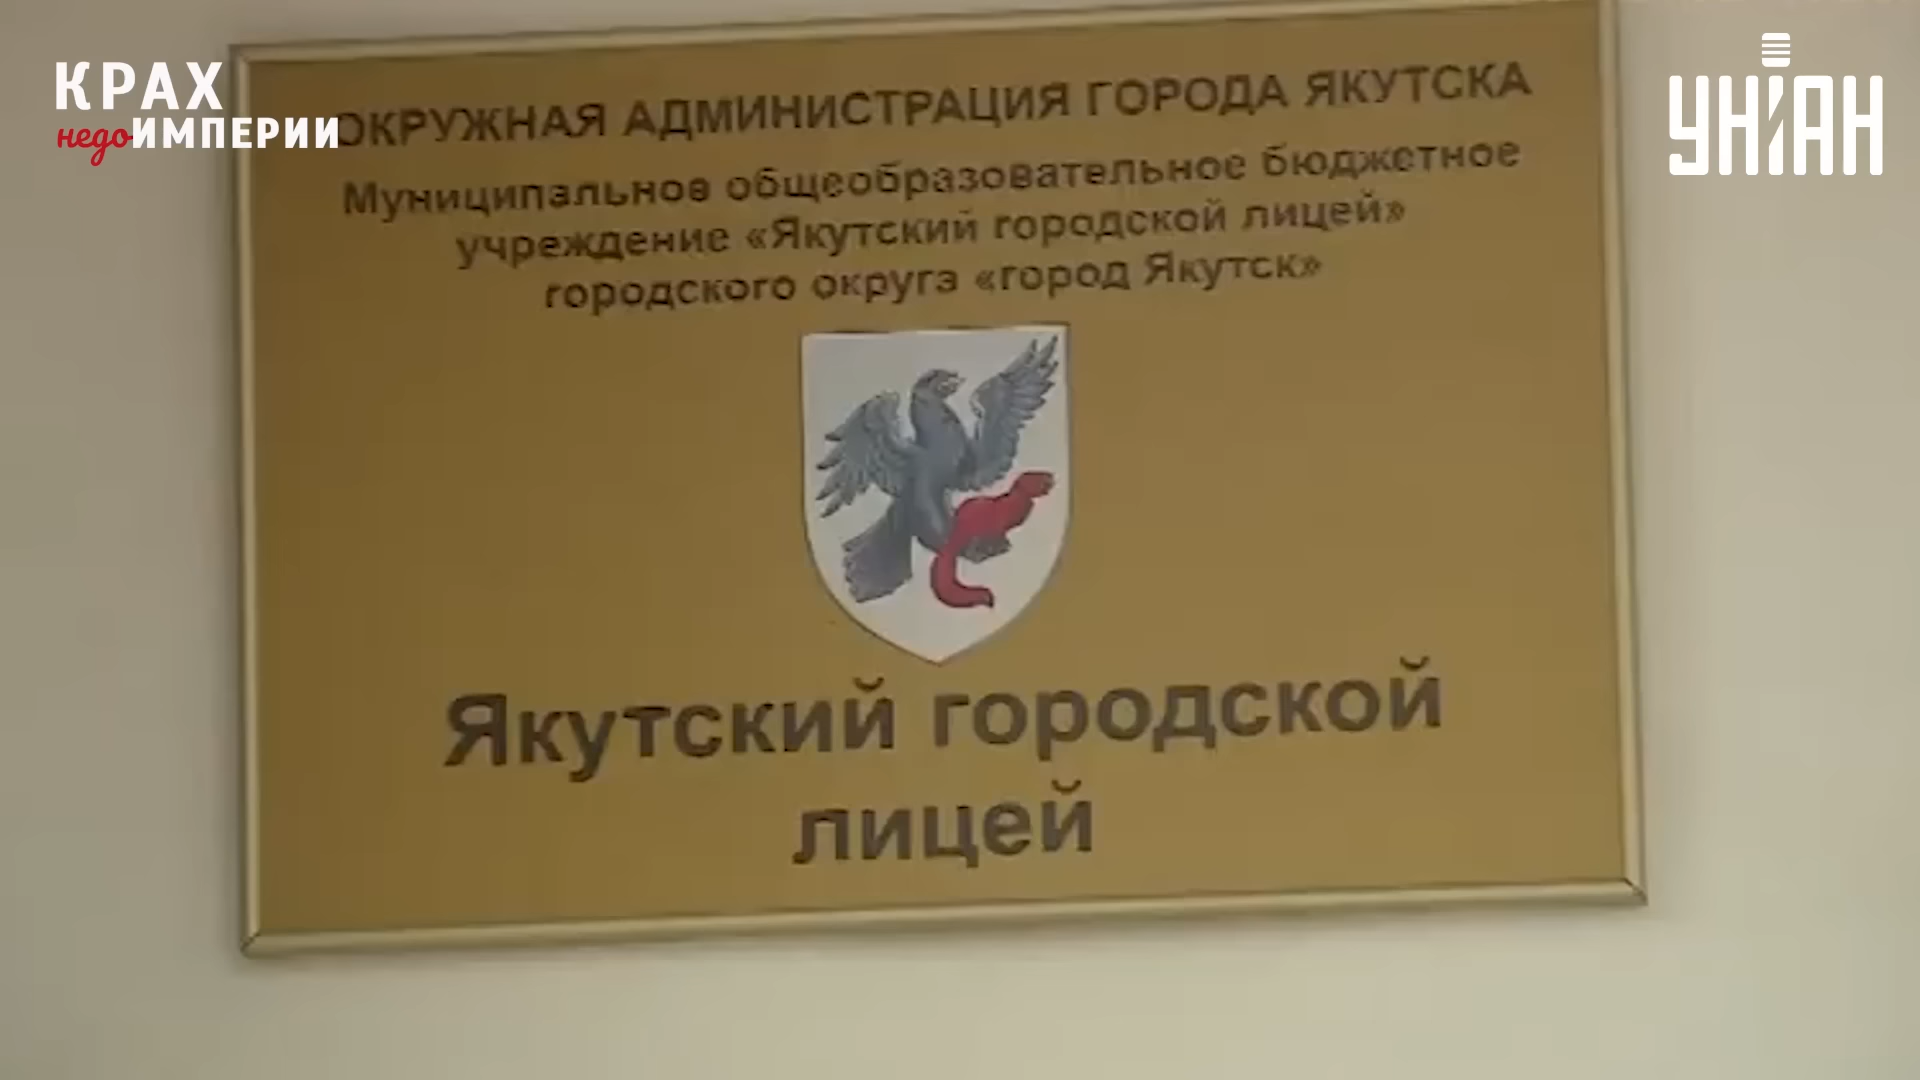 КРАХ
недоИМПЕРИИ
УНІАН
ОКРУЖНАЯ АДМИНИСТРАЦИЯ ГОРОДА ЯКУТСКА
Муниципальное общеобразовательное бюджетное
учреждение «Якутский городской лицей»
городского округа «город Якутск»
Якутский городской
лицей